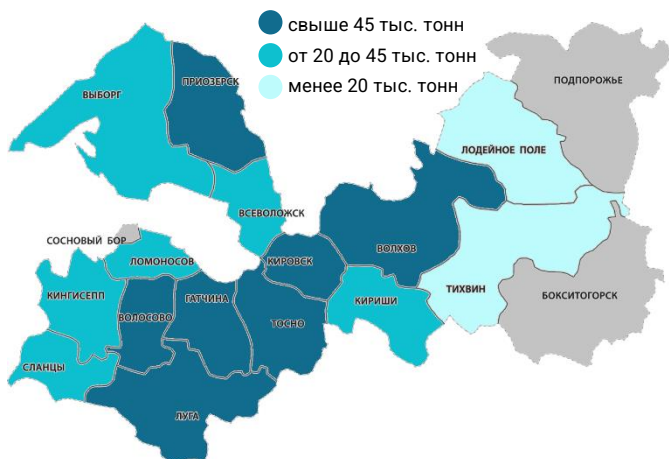 свыше 45 тыс. тонн
от 20 до 45 тыс. тонн
менее 20 тыс. тонн
ПРИОЗЕРСК
ВЫБОРГ
ПОДПОРОЖЬЕ
ЛОДЕЙНОЕ ПОЛЕ
ВСЕВОЛОЖСК
СОСНОВЫЙ БОР
ВОЛХОВ
ЛОМОНОСОВ
КИРОВСК
КИНГИСЕПП
ГАТЧИНА
КИРИШИ
ТИХВИН
БОКСИТОГОРСК
ВОЛОСОВО
ТОСНО
СЛАНЦЫ
ЛУГА